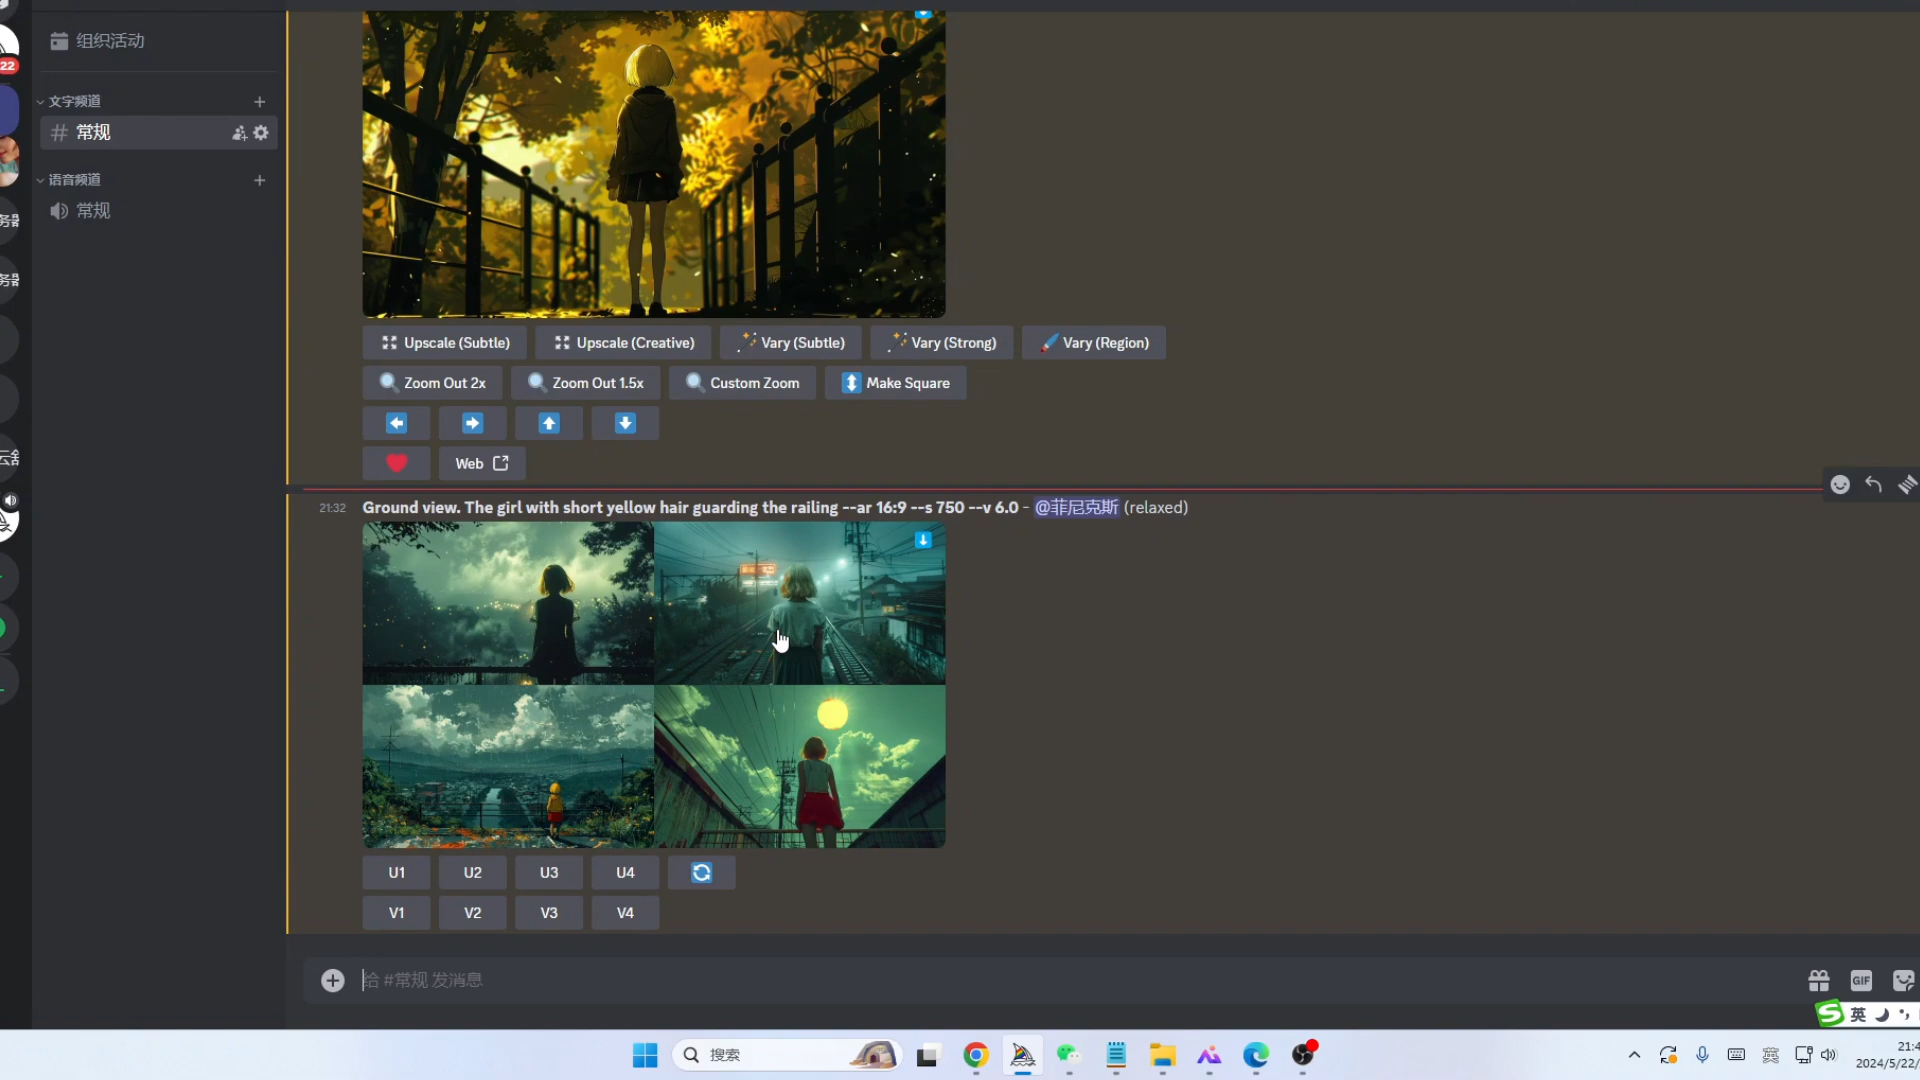 组织活动
22
文字频道
常规
语音频道
常规
Upscale (Subtle)
Upscale (Creative)
Vary (Subtle)
Vary (Strong)
Vary (Region)
Zoom Out 2x
Zoom Out 1.5x
Custom Zoom
Make Square
Web
21:32 Ground view. The girl with short yellow hair guarding the railing --ar 16:9 --s 750 --v 6.0 - @菲尼克斯 (relaxed)
U1 U2 U3 U4
V1 V2 V3 V4
给 #常规 发消息
GIF
英
搜索
英
21:4
2024/5/22/